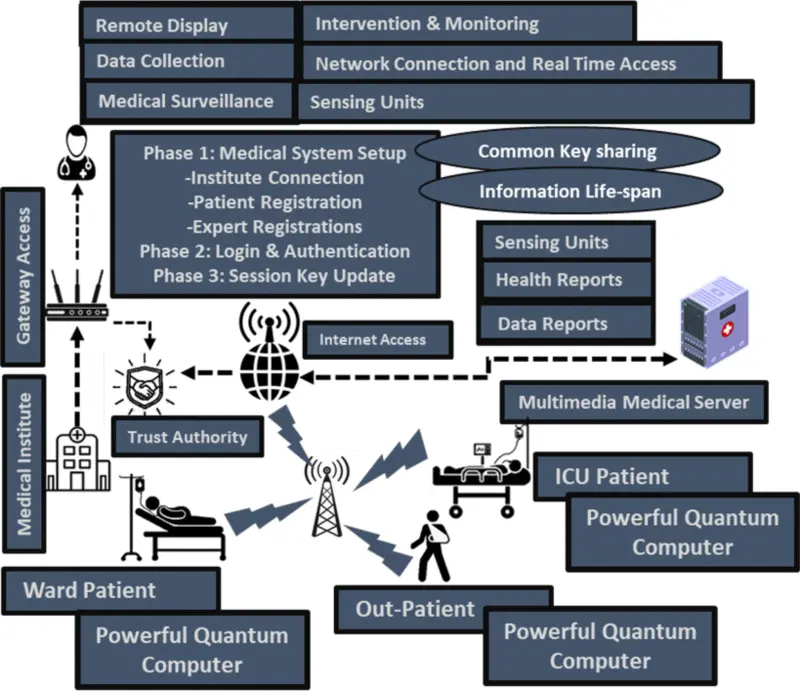 Remote Display
Intervention & Monitoring
Data Collection
Network Connection and Real Time Access
Medical Surveillance
Sensing Units
Phase 1: Medical System Setup
-Institute Connection
-Patient Registration
-Expert Registrations
Phase 2: Login & Authentication
Phase 3: Session Key Update
Common Key sharing
Information Life-span
Sensing Units
Health Reports
Data Reports
Gateway Access
Internet Access
Multimedia Medical Server
Trust Authority
Medical Institute
ICU Patient
Powerful Quantum
Computer
Ward Patient
Powerful Quantum
Computer
Out-Patient
Powerful Quantum
Computer